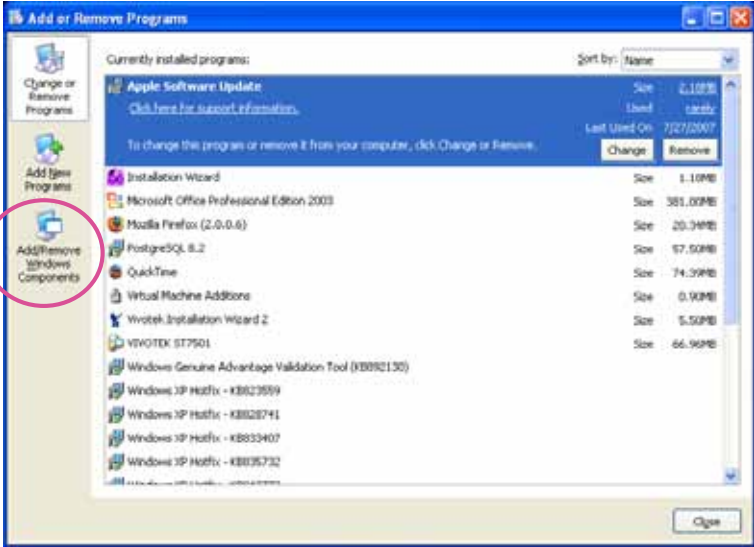 Add or Remove Programs
Change or
Remove
Programs
Add New
Programs
Add/Remove
Windows
Components
Currently installed programs:
Sort by: Name
Apple Software Update
Size 2.10MB
Click here for support information.
Used rarely
Last Used On 7/27/2007
To change this program or remove it from your computer, click Change or Remove.
Change Remove
Installation Wizard Size 1.10MB
Microsoft Office Professional Edition 2003 Size 381.00MB
Mozilla Firefox (2.0.0.6) Size 20.34MB
PostgreSQL 8.2 Size 57.50MB
QuickTime Size 74.39MB
Virtual Machine Additions Size 0.90MB
Vivotek Installation Wizard 2 Size 5.50MB
VIVOTEK ST7501 Size 66.96MB
Windows Genuine Advantage Validation Tool (KB892130)
Windows XP Hotfix - KB823559
Windows XP Hotfix - KB828741
Windows XP Hotfix - KB833407
Windows XP Hotfix - KB835732
Close